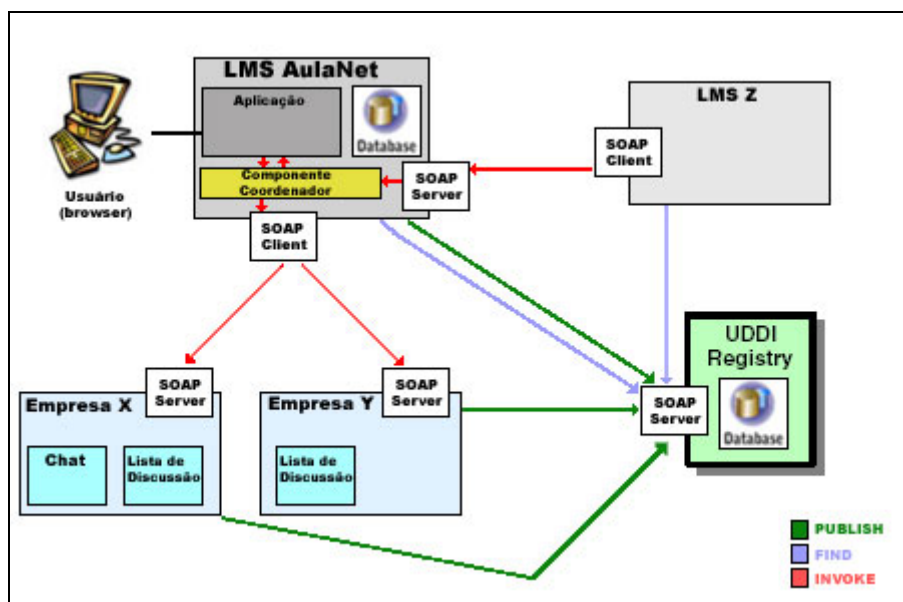 LMS AulaNet
Aplicação
Database
Componente
Coordenador
SOAP
Server
SOAP
Client
Usuário
(browser)
LMS Z
SOAP
Client
UDDI
Registry
SOAP
Server
Database
Empresa X
SOAP
Server
Chat
Lista de
Discussão
Empresa Y
SOAP
Server
Lista de
Discussão
PUBLISH
FIND
INVOKE